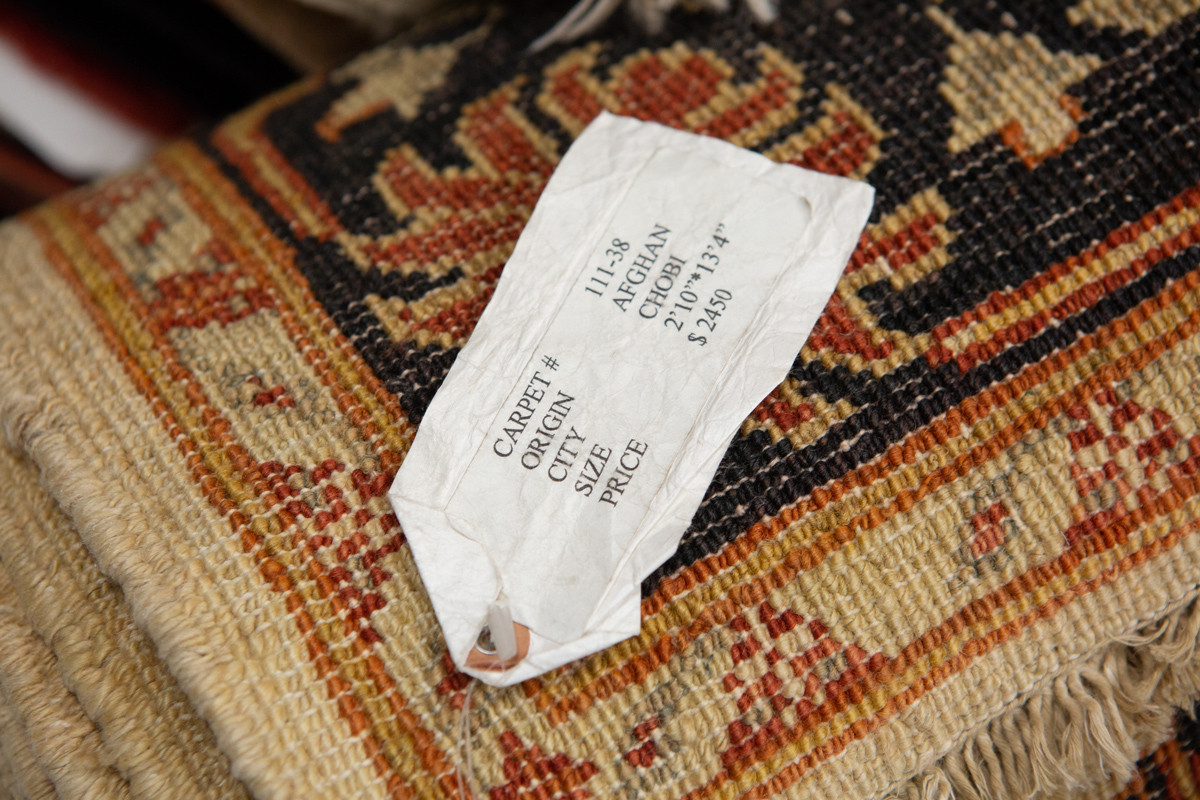 CARPET # 111-38
ORIGIN AFGHAN
CITY CHOBI
SIZE 2'10"*13'4"
PRICE $ 2450